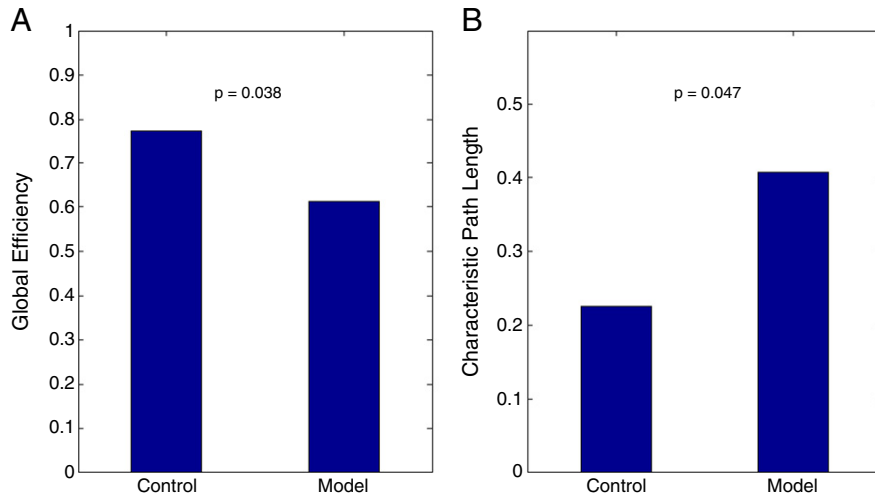 A
Global Efficiency
1
0.9
0.8
0.7
0.6
0.5
0.4
0.3
0.2
0.1
0
p = 0.038
Control
Model
B
Characteristic Path Length
0.5
0.4
0.3
0.2
0.1
0
p = 0.047
Control
Model